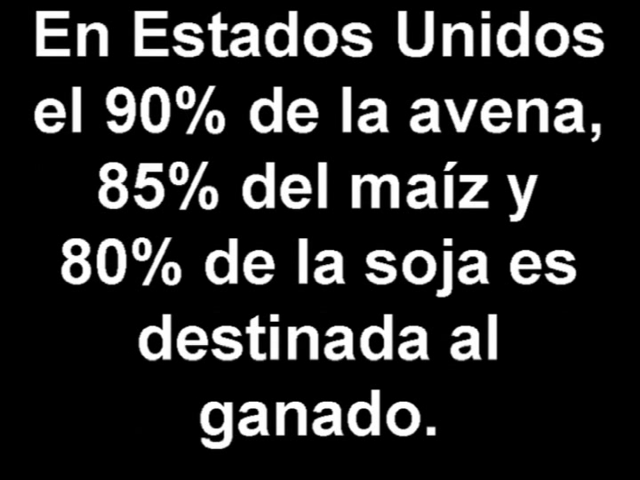 En Estados Unidos
el 90% de la avena,
85% del maíz y
80% de la soja es
destinada al
ganado.